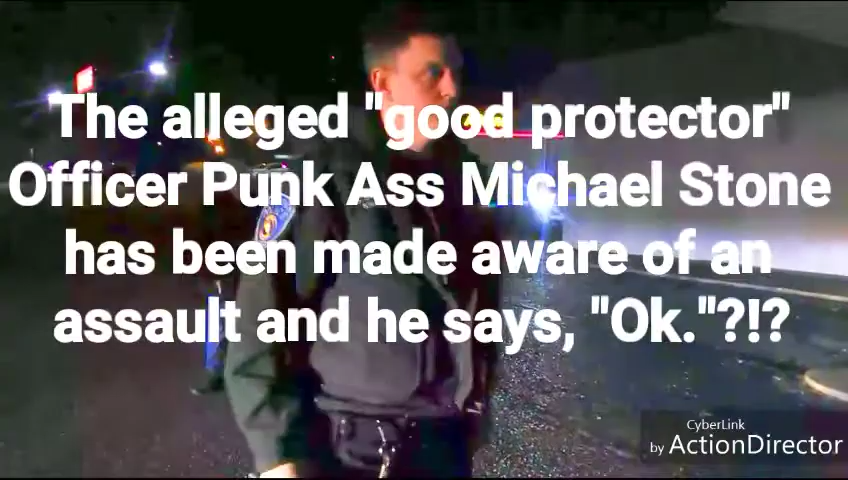 The alleged "good protector"
Officer Punk Ass Michael Stone
has been made aware of an
assault and he says, "Ok."?!?
CyberLink
by ActionDirector